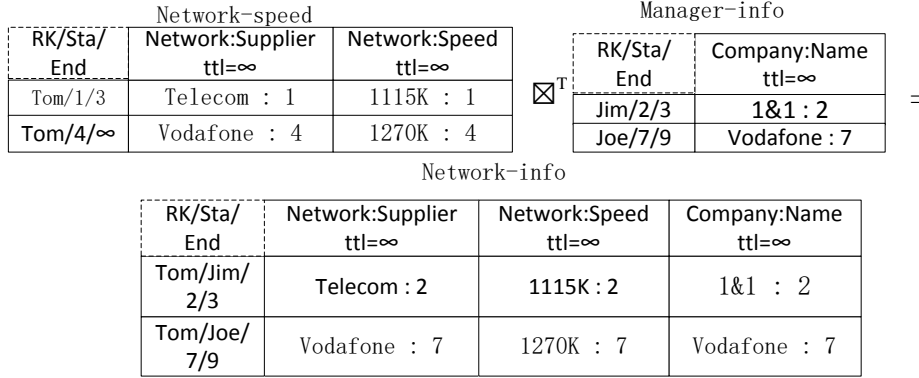 Network-speed
RK/Sta/ Network:Supplier Network:Speed
End ttl=∞ ttl=∞
Tom/1/3 Telecom : 1 1115K : 1
Tom/4/∞ Vodafone : 4 1270K : 4
⊠T
Manager-info
RK/Sta/ Company:Name
End ttl=∞
Jim/2/3 1&1 : 2
Joe/7/9 Vodafone : 7
=
Network-info
RK/Sta/ Network:Supplier Network:Speed Company:Name
End ttl=∞ ttl=∞ ttl=∞
Tom/Jim/
2/3 Telecom : 2 1115K : 2 1&1 : 2
Tom/Joe/
7/9 Vodafone : 7 1270K : 7 Vodafone : 7